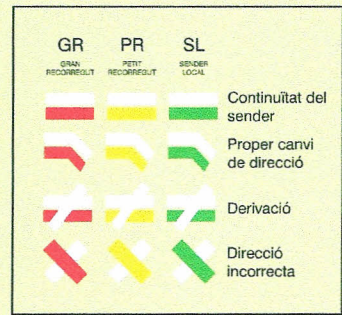 GR PR SL
GRAN RECORREGUT PETIT RECORREGUT SENDER LOCAL
Continuïtat del
sender
Proper canvi
de direcció
Derivació
Direcció
incorrecta